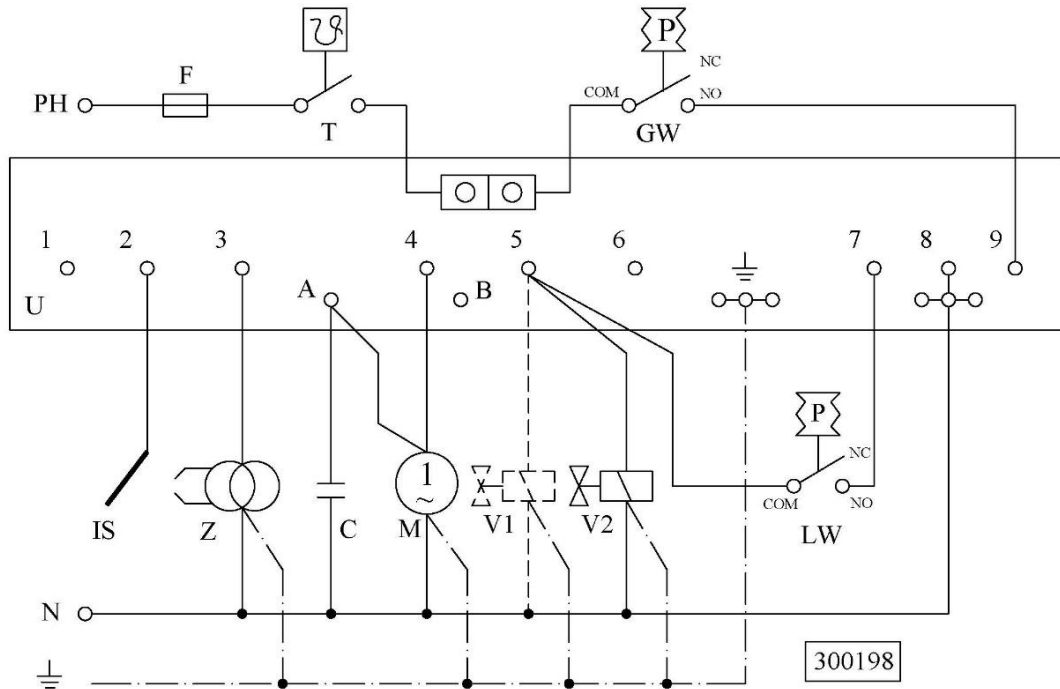 ϑ
P
F
NC
PH
COM
NO
T
GW
1
2
3
4
5
6
7
8
9
A
B
U
P
1
~
NC
COM
NO
IS
Z
C
M
V1
V2
LW
N
300198